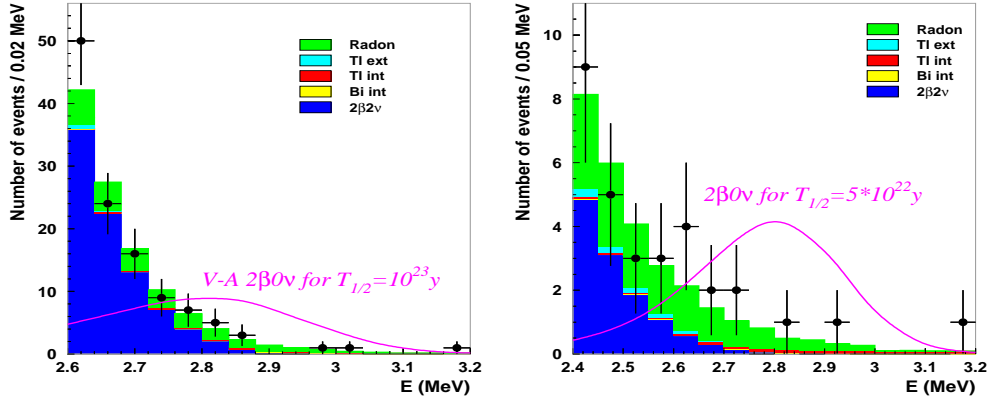 Number of events / 0.02 MeV
50
40
30
20
10
0
Radon
Tl ext
Tl int
Bi int
2β2ν
V-A 2β0ν for T1/2=10^23y
2.6
2.7
2.8
2.9
3
3.1
3.2
E (MeV)
Number of events / 0.05 MeV
10
8
6
4
2
0
Radon
Tl ext
Tl int
Bi int
2β2ν
2β0ν for T1/2=5*10^22y
2.4
2.5
2.6
2.7
2.8
2.9
3
3.1
3.2
E (MeV)